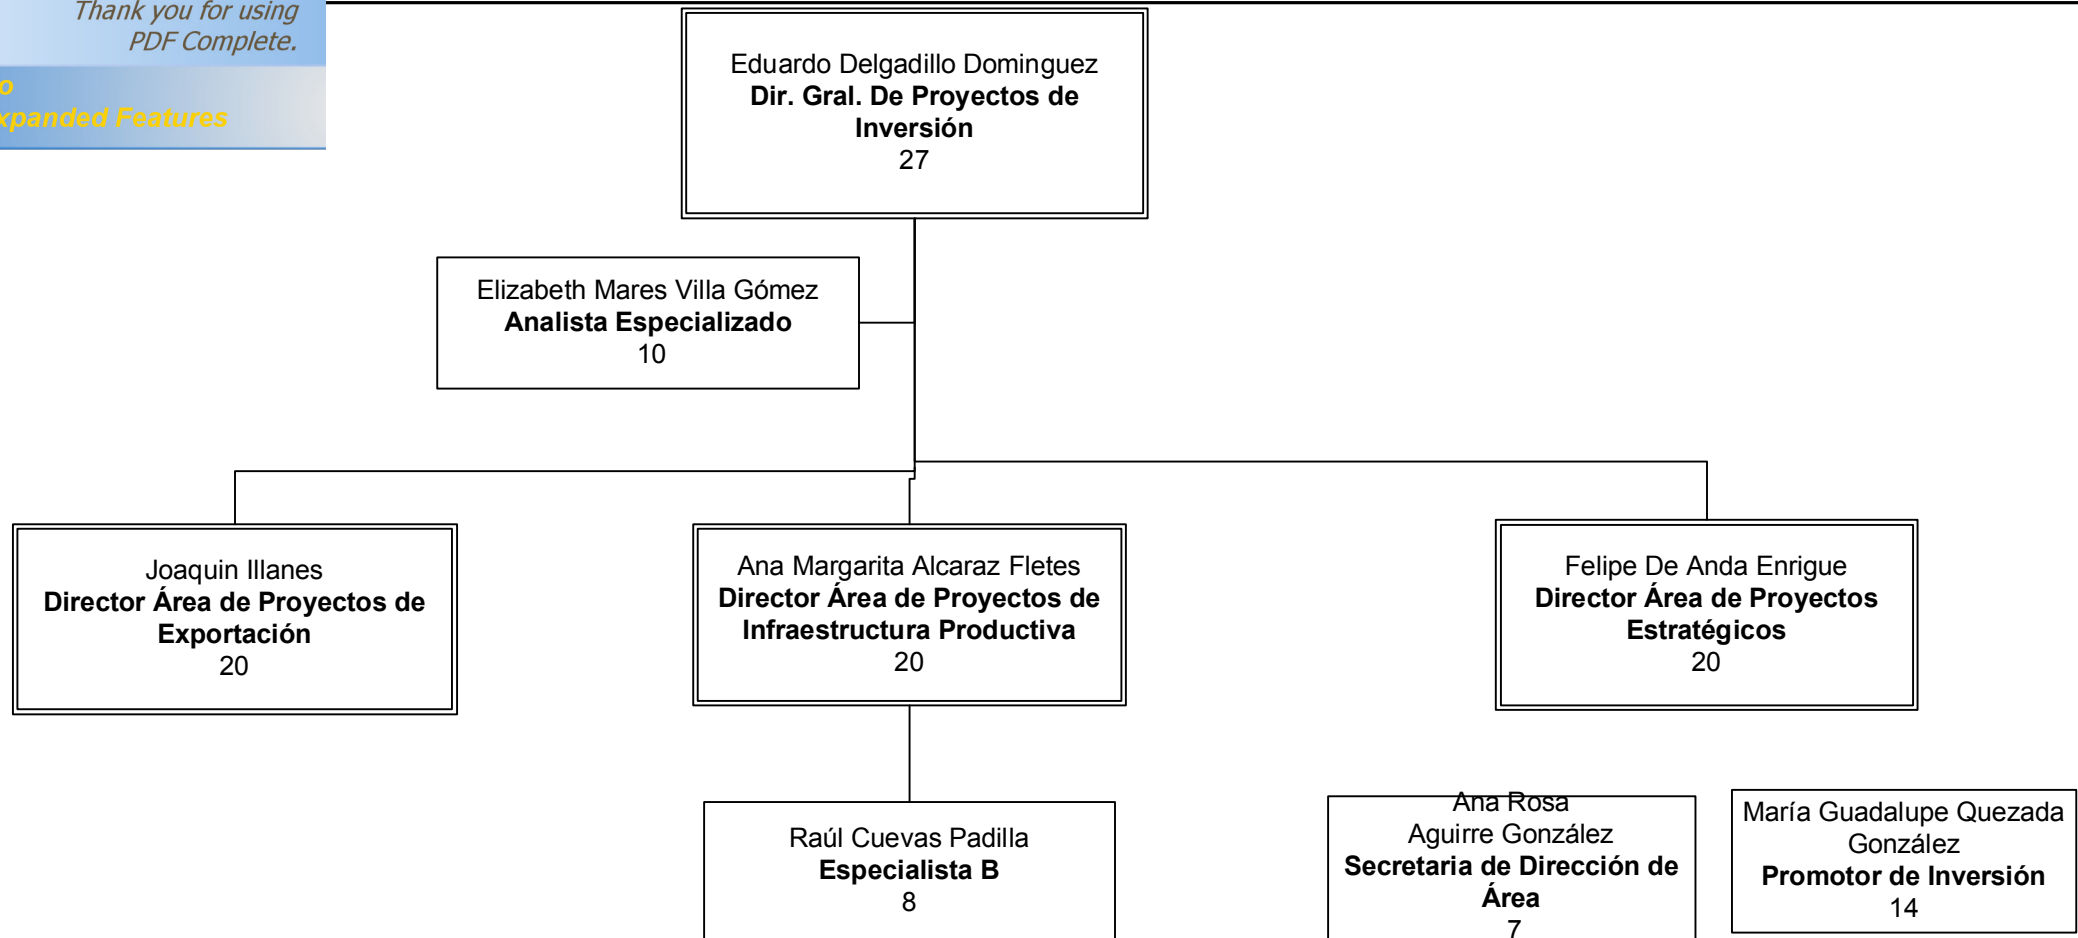 Thank you for using
PDF Complete.
o
xpanded Features
Eduardo Delgadillo Dominguez
Dir. Gral. De Proyectos de
Inversión
27
Elizabeth Mares Villa Gómez
Analista Especializado
10
Joaquin Illanes
Director Área de Proyectos de
Exportación
20
Ana Margarita Alcaraz Fletes
Director Área de Proyectos de
Infraestructura Productiva
20
Felipe De Anda Enrigue
Director Área de Proyectos
Estratégicos
20
Raúl Cuevas Padilla
Especialista B
8
Ana Rosa
Aguirre González
Secretaria de Dirección de
Área
7
María Guadalupe Quezada
González
Promotor de Inversión
14